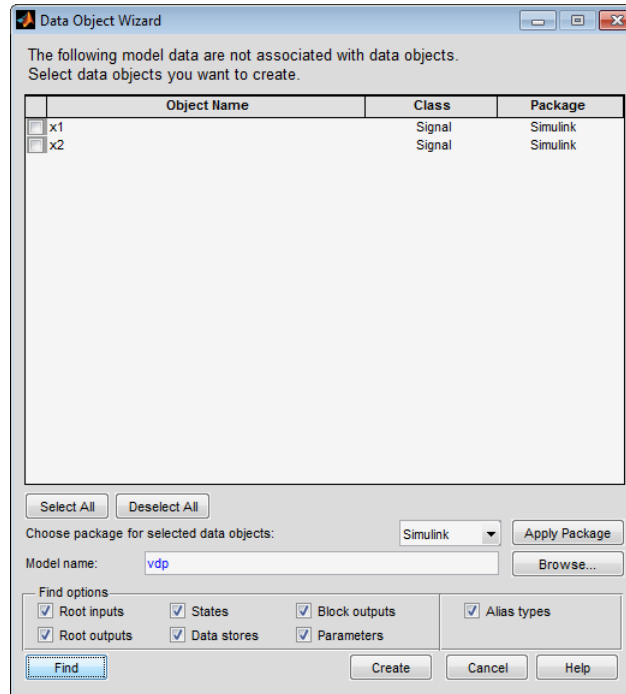 Data Object Wizard
The following model data are not associated with data objects.
Select data objects you want to create.
Object Name Class Package
x1 Signal Simulink
x2 Signal Simulink
Select All Deselect All
Choose package for selected data objects: Simulink Apply Package
Model name: vdp Browse...
Find options
Root inputs States Block outputs Alias types
Root outputs Data stores Parameters
Find Create Cancel Help